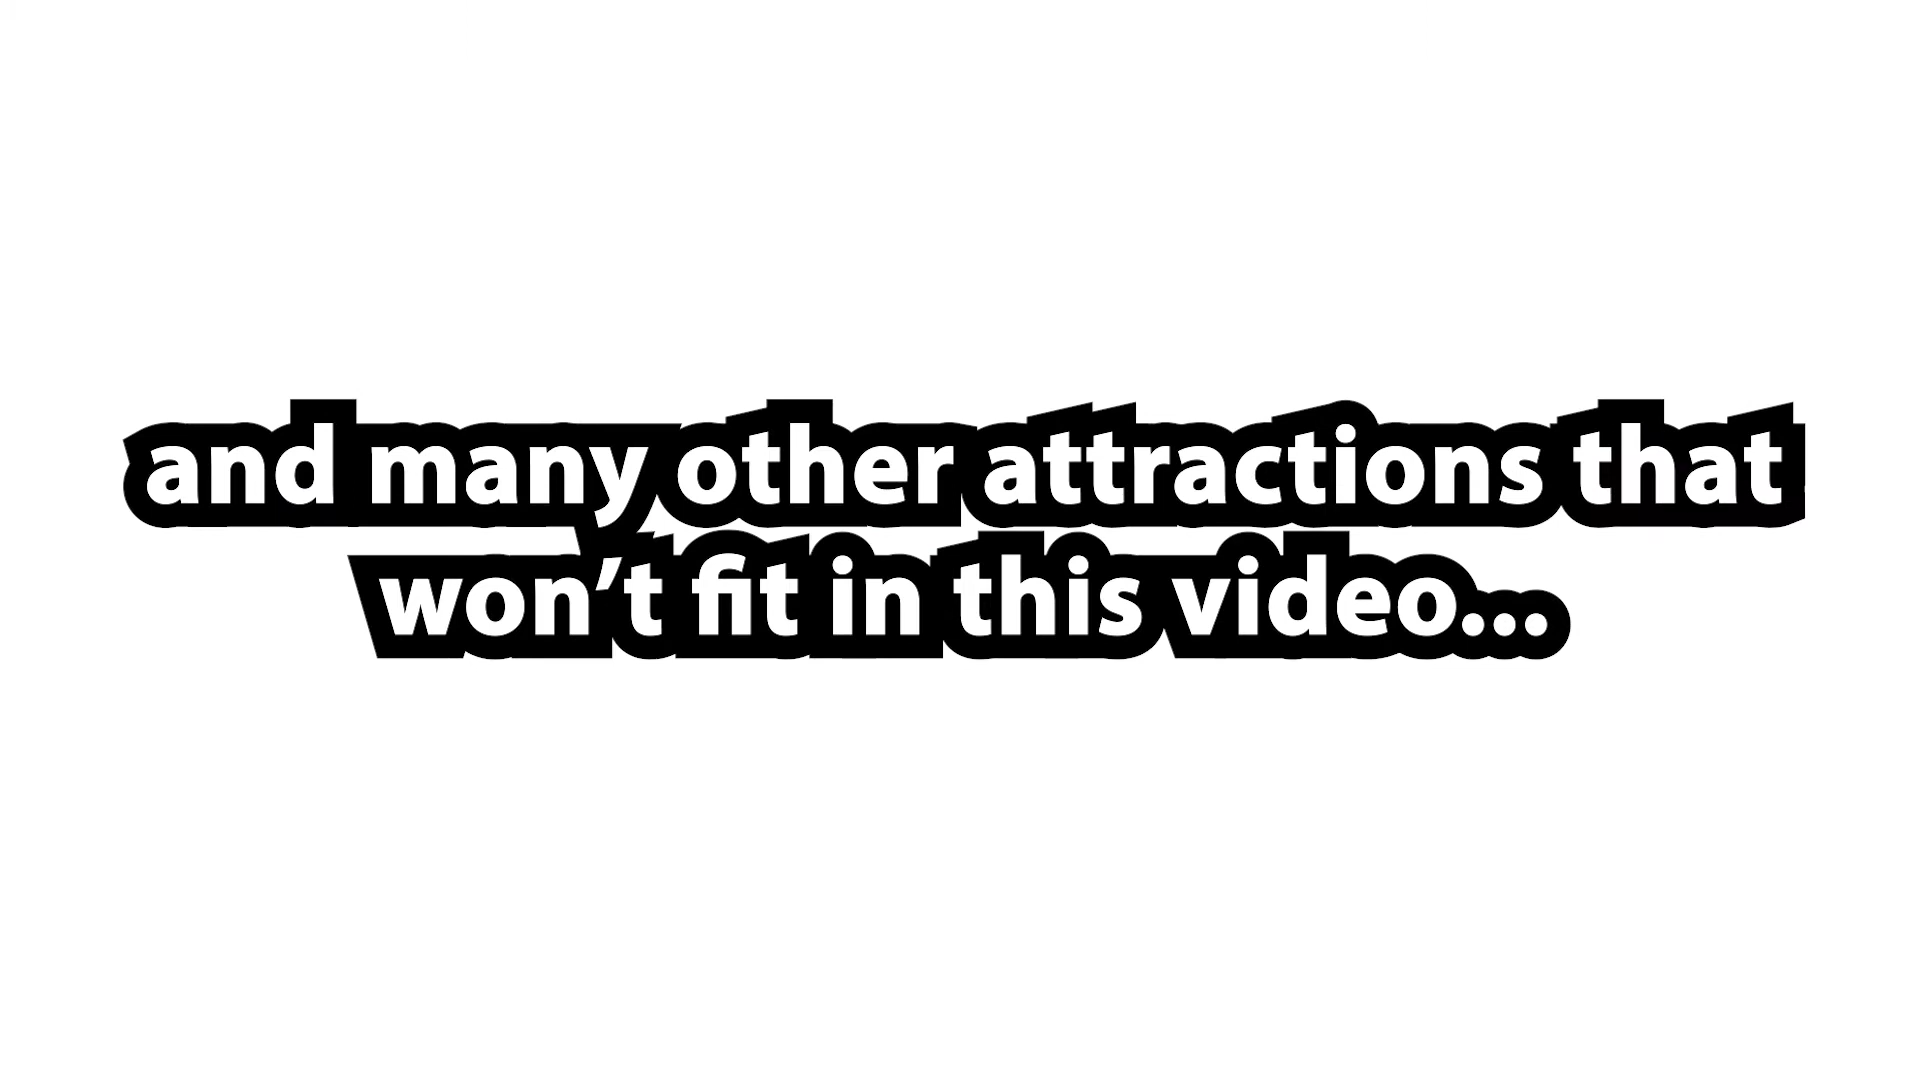 and many other attractions that
won’t fit in this video...